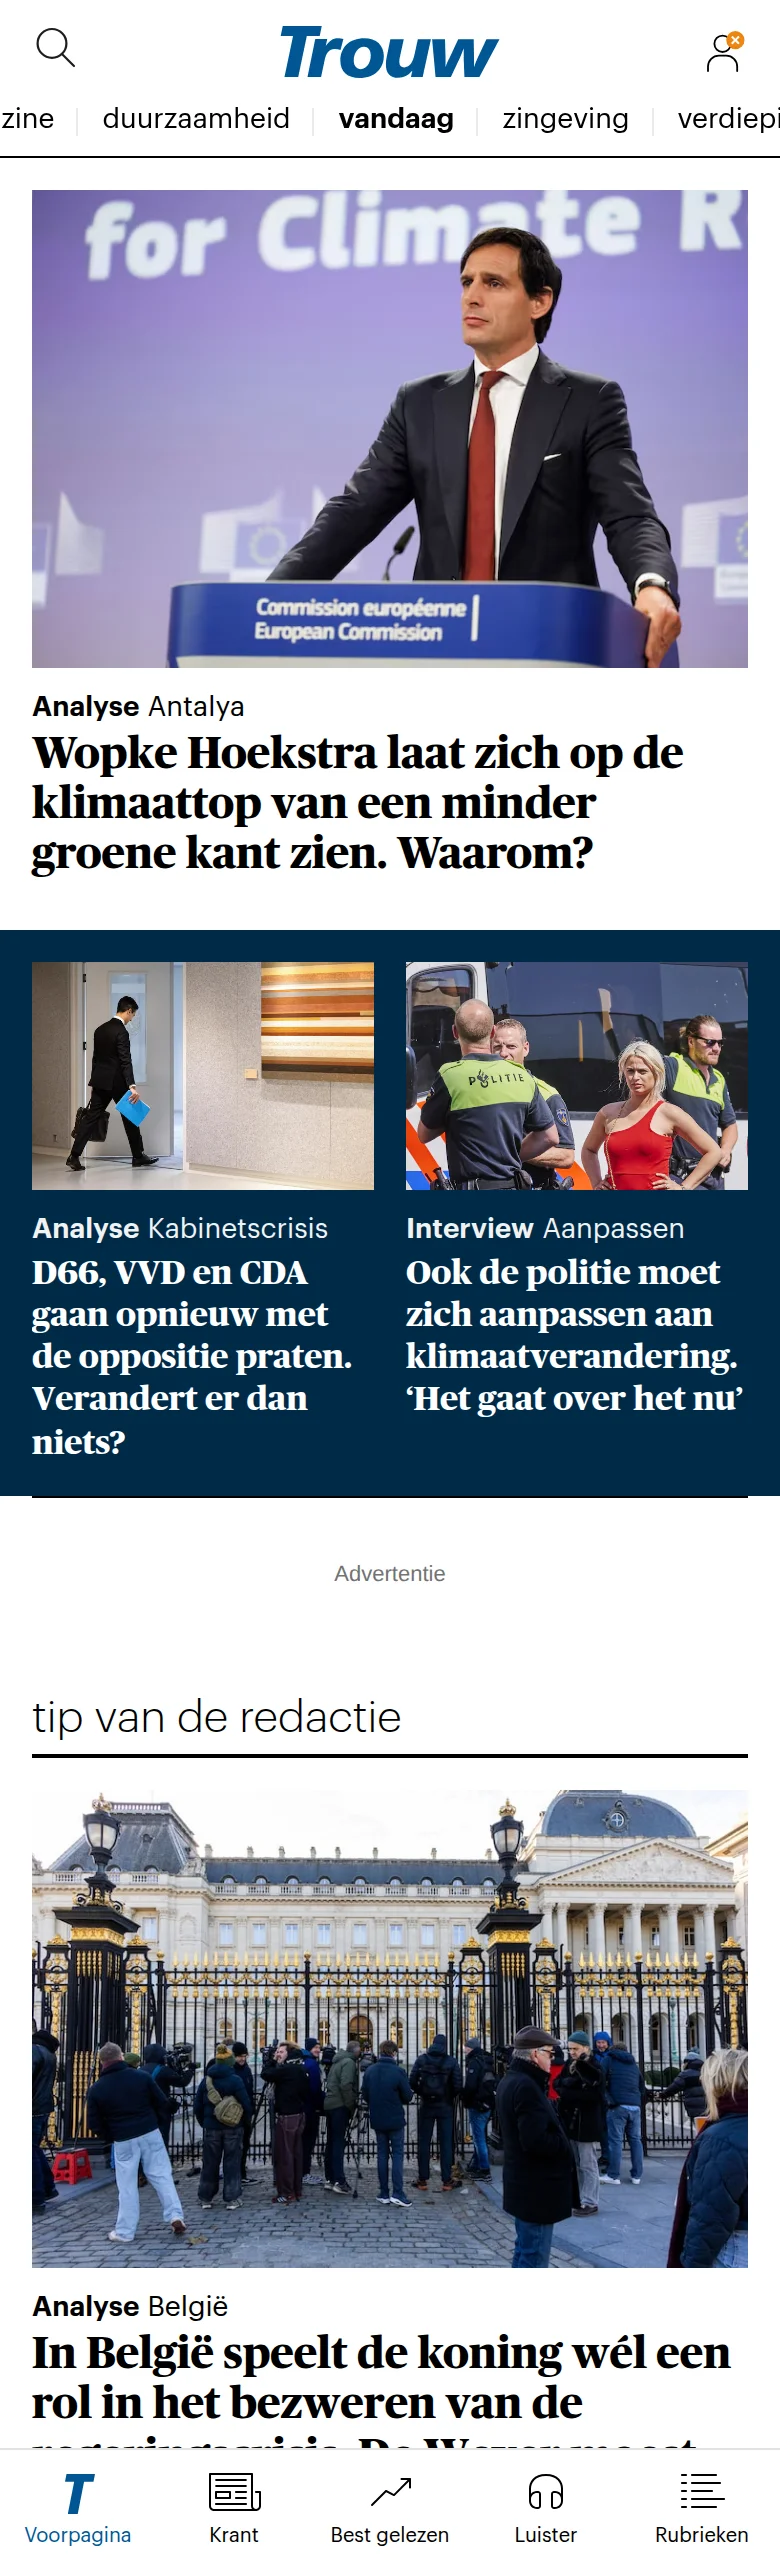 Trouw
zine
duurzaamheid
vandaag
zingeving
verdiepi
for Climate R
Commission européenne
European Commission
Analyse Antalya
Wopke Hoekstra laat zich op de
klimaattop van een minder
groene kant zien. Waarom?
POLITIE
Analyse Kabinetscrisis
D66, VVD en CDA
gaan opnieuw met
de oppositie praten.
Verandert er dan
niets?
Interview Aanpassen
Ook de politie moet
zich aanpassen aan
klimaatverandering.
‘Het gaat over het nu’
Advertentie
tip van de redactie
Analyse België
In België speelt de koning wél een
rol in het bezweren van de
regeringscrisis. De Wever moest
T
Voorpagina
Krant
Best gelezen
Luister
Rubrieken